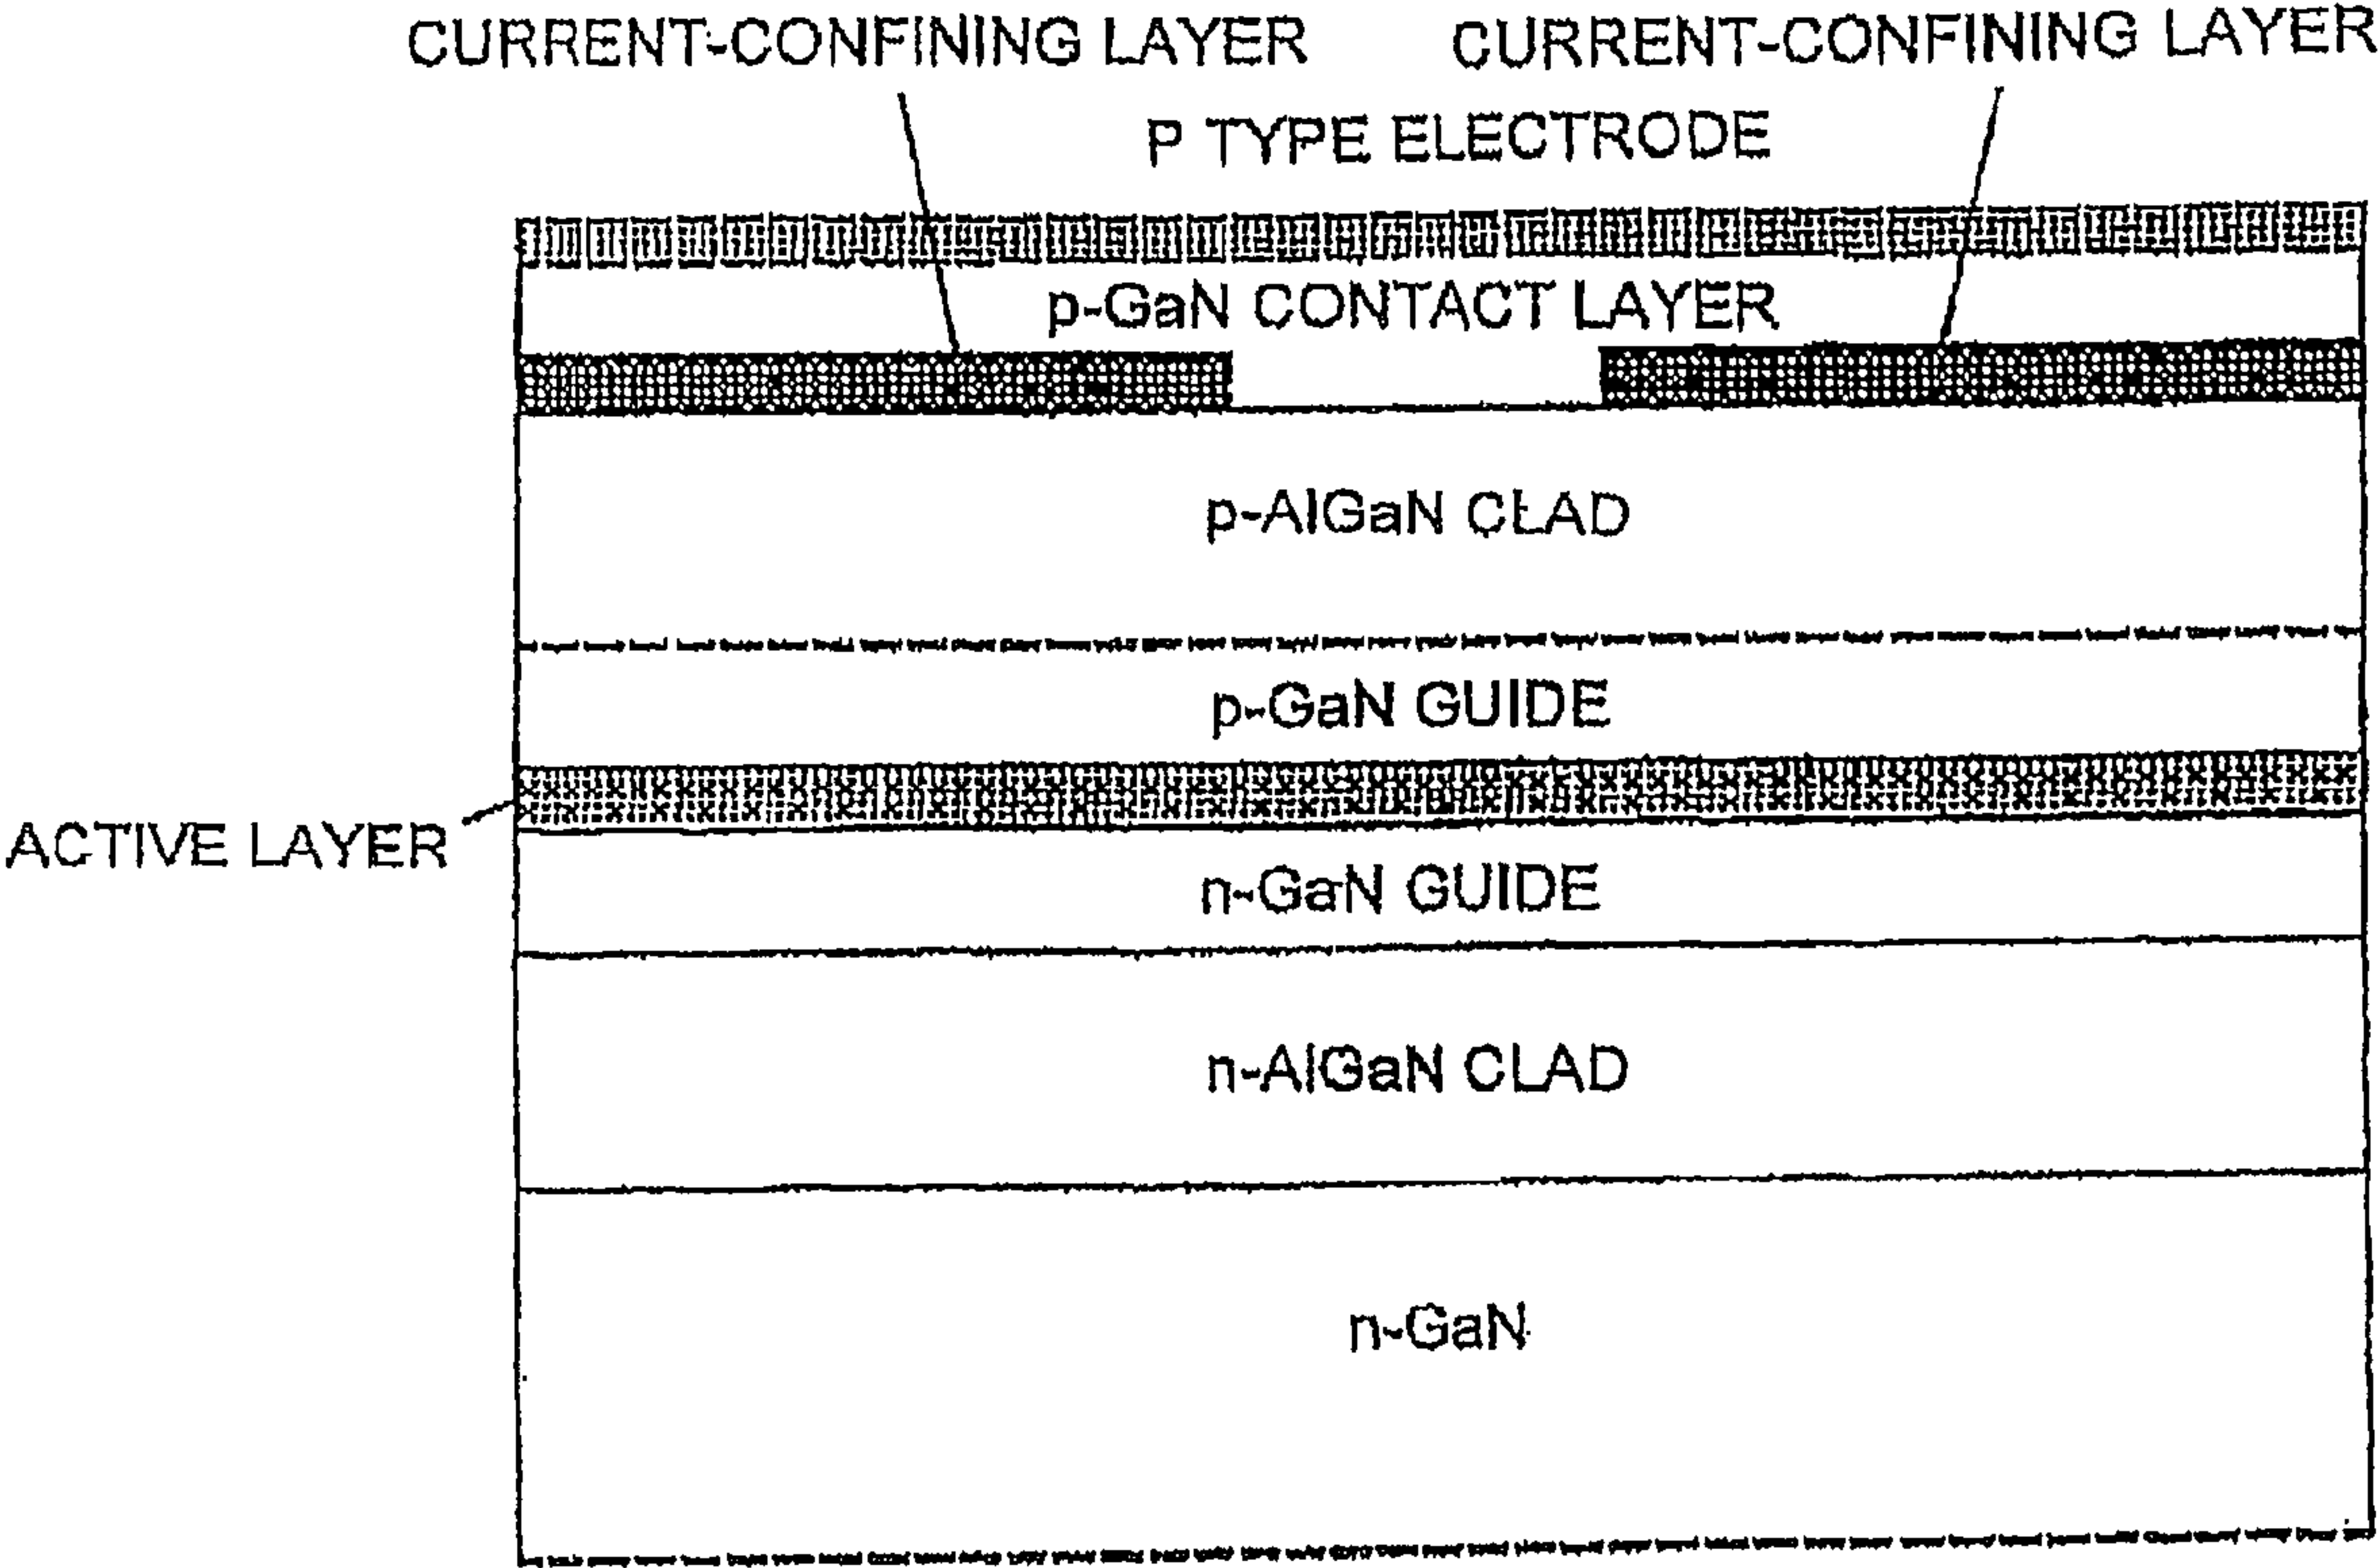 CURRENT-CONFINING LAYER
CURRENT-CONFINING LAYER
P TYPE ELECTRODE
p-GaN CONTACT LAYER
p-AlGaN CLAD
p-GaN GUIDE
ACTIVE LAYER
n-GaN GUIDE
n-AlGaN CLAD
n-GaN